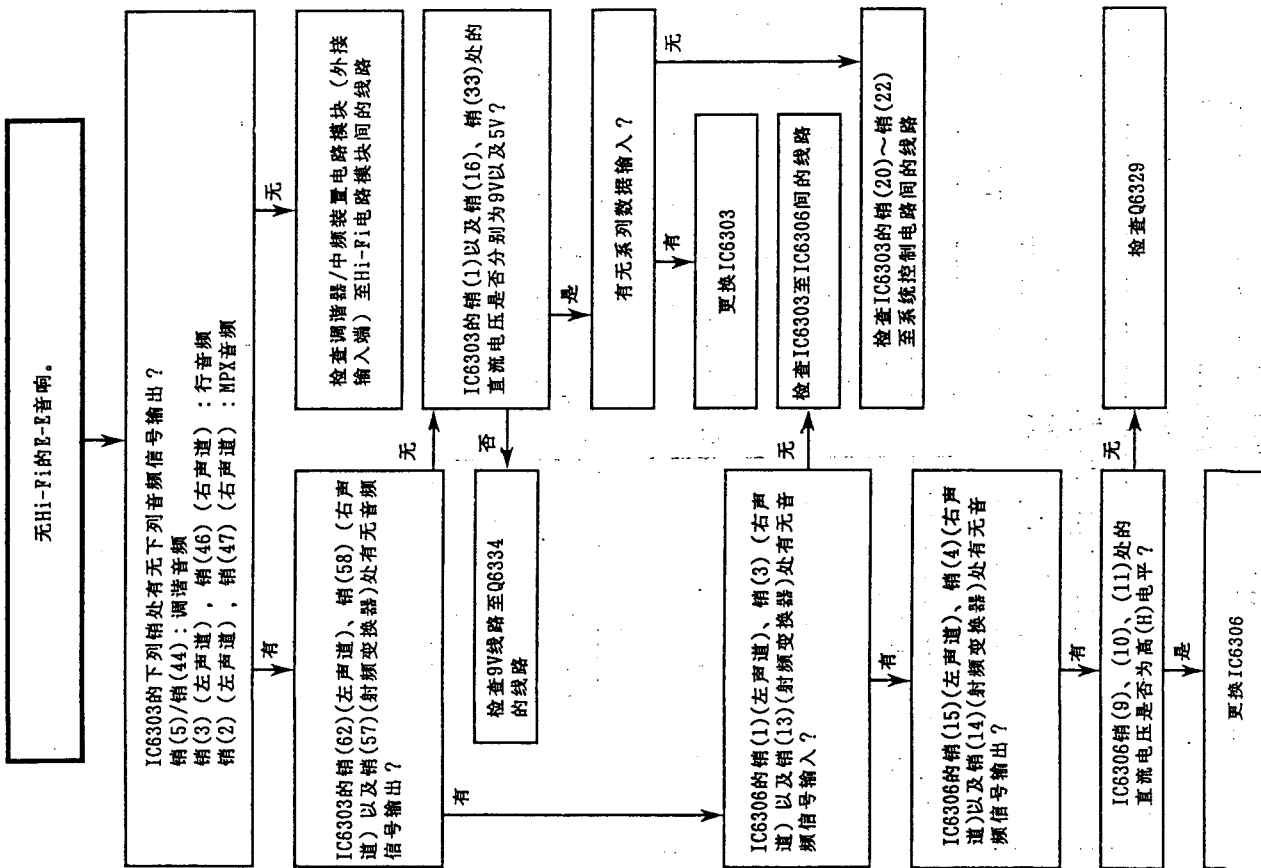 无Hi-Fi的E-E音响。
IC6303的下列销处有无下列音频信号输出？
销(5)/销(44)：调谐音频
销(3)(左声道)，销(46)(右声道)：行音频
销(2)(左声道)，销(47)(右声道)：MPX音频
有
无
检查调谐器/中频装置电路模块(外接
输入端)至Hi-Fi电路模块间的线路
IC6303的销(62)(左声道)、销(58)(右声
道)以及销(57)(射频变换器)处有无音频
信号输出？
无
有
IC6303的销(1)以及销(16)、销(33)处的
直流电压是否分别为9V以及5V？
否
是
检查9V线路至Q6334
的线路
有无系列数据输入？
有
无
更换IC6303
IC6306的销(1)(左声道)、销(3)(右声
道)以及销(13)(射频变换器)处有无音
频信号输入？
无
有
检查IC6303至IC6306间的线路
检查IC6303的销(20)～销(22)
至系统控制电路间的线路
IC6306的销(15)(左声道)、销(4)(右声
道)以及销(14)(射频变换器)处有无音
频信号输出？
有
IC6306销(9)、(10)、(11)处的
直流电压是否为高(H)电平？
无
是
检查Q6329
更换IC6306